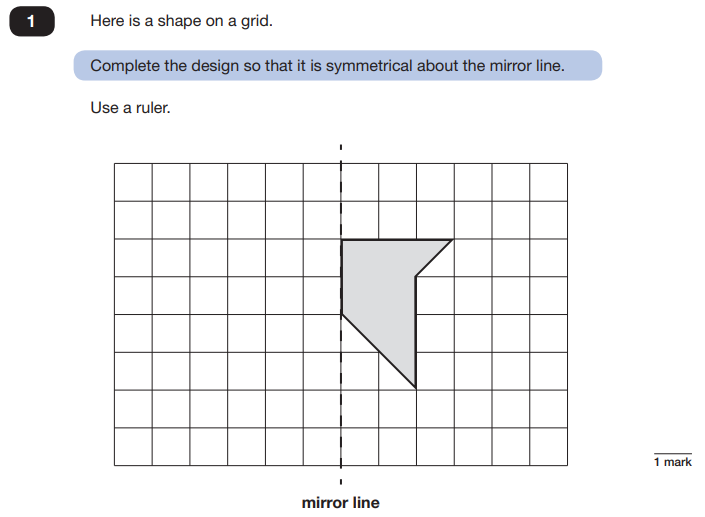 1
Here is a shape on a grid.
Complete the design so that it is symmetrical about the mirror line.
Use a ruler.
1 mark
mirror line